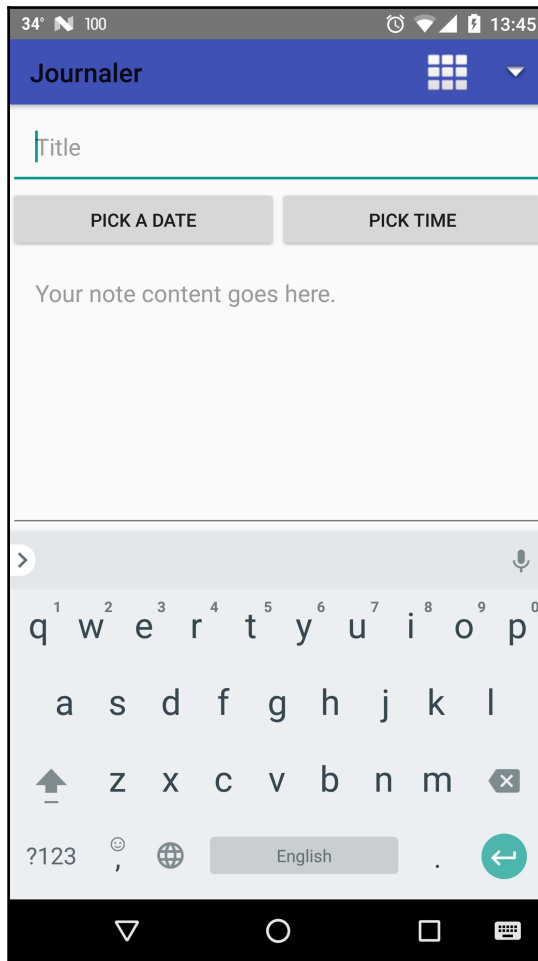 34° N 100 13:45
Journaler
Title
PICK A DATE PICK TIME
Your note content goes here.
1 2 3 4 5 6 7 8 9 0
q w e r t y u i o p
a s d f g h j k l
z x c v b n m
?123 , English .